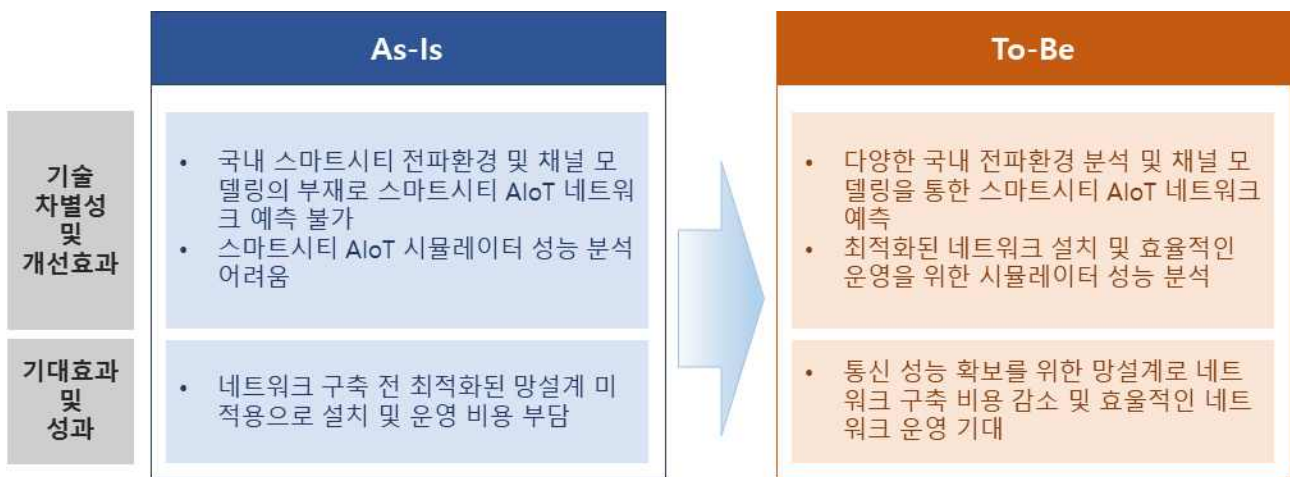 As-Is
To-Be
기술
차별성
및
개선효과
• 국내 스마트시티 전파환경 및 채널 모
델링의 부재로 스마트시티 AIoT 네트워
크 예측 불가
• 스마트시티 AIoT 시뮬레이터 성능 분석
어려움
• 다양한 국내 전파환경 분석 및 채널 모
델링을 통한 스마트시티 AIoT 네트워크
예측
• 최적화된 네트워크 설치 및 효율적인
운영을 위한 시뮬레이터 성능 분석
기대효과
및
성과
• 네트워크 구축 전 최적화된 망설계 미
적용으로 설치 및 운영 비용 부담
• 통신 성능 확보를 위한 망설계로 네트
워크 구축 비용 감소 및 효울적인 네트
워크 운영 기대